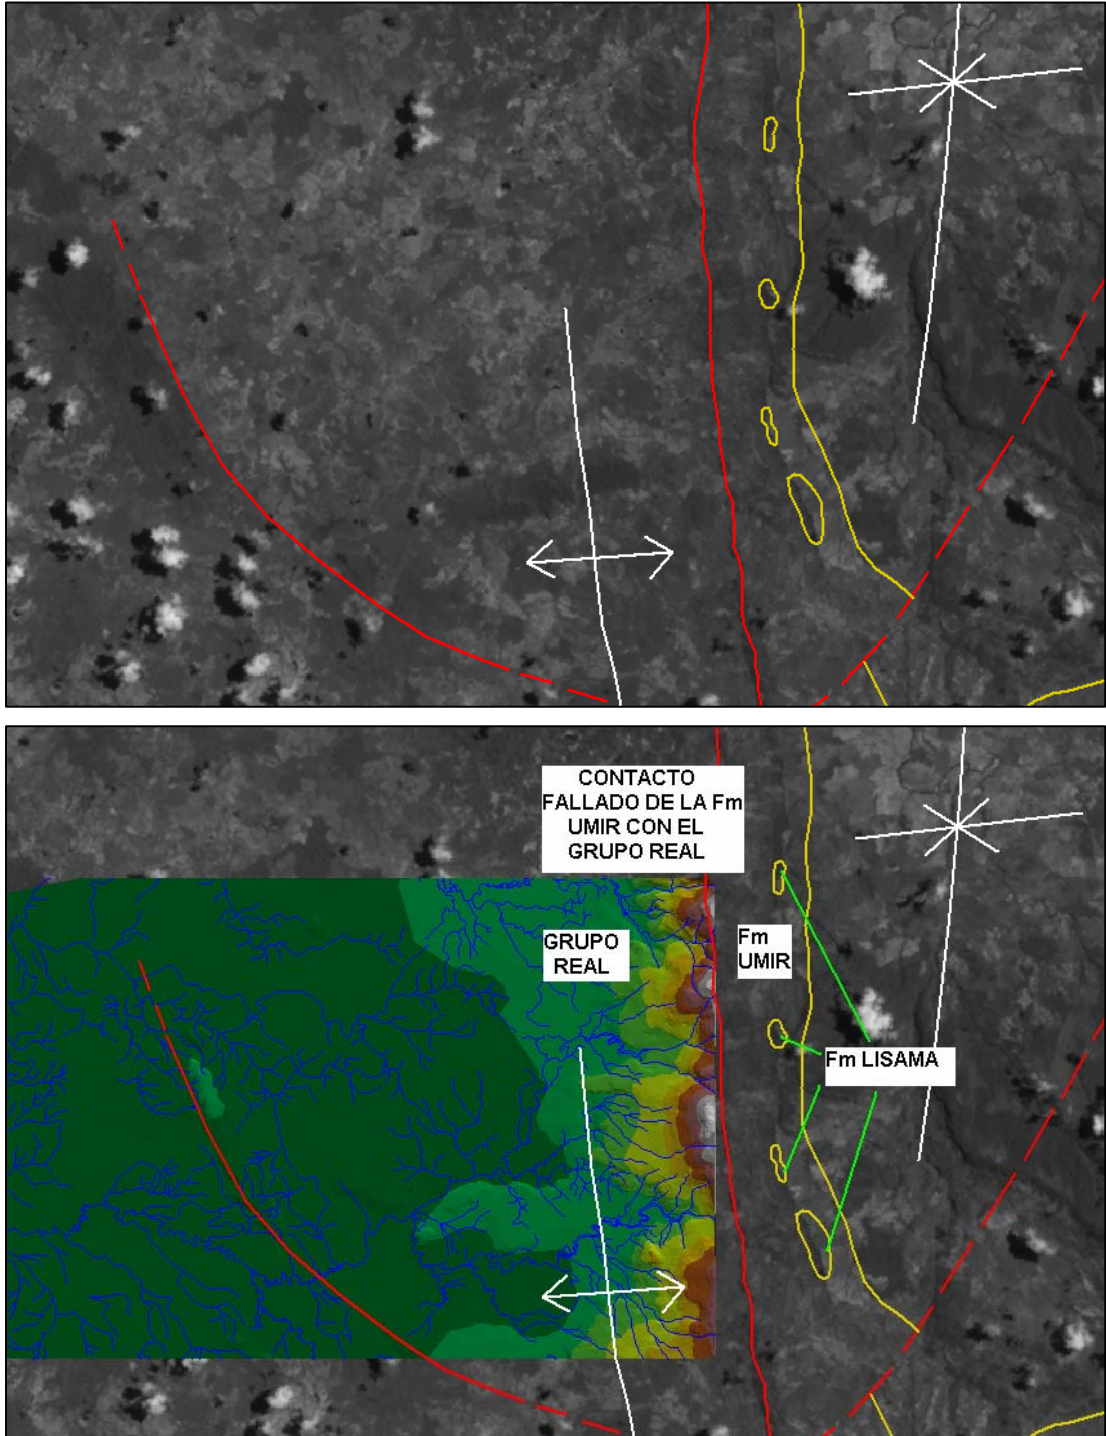 CONTACTO
FALLADO DE LA Fm
UMIR CON EL
GRUPO REAL
GRUPO
REAL
Fm
UMIR
Fm LISAMA